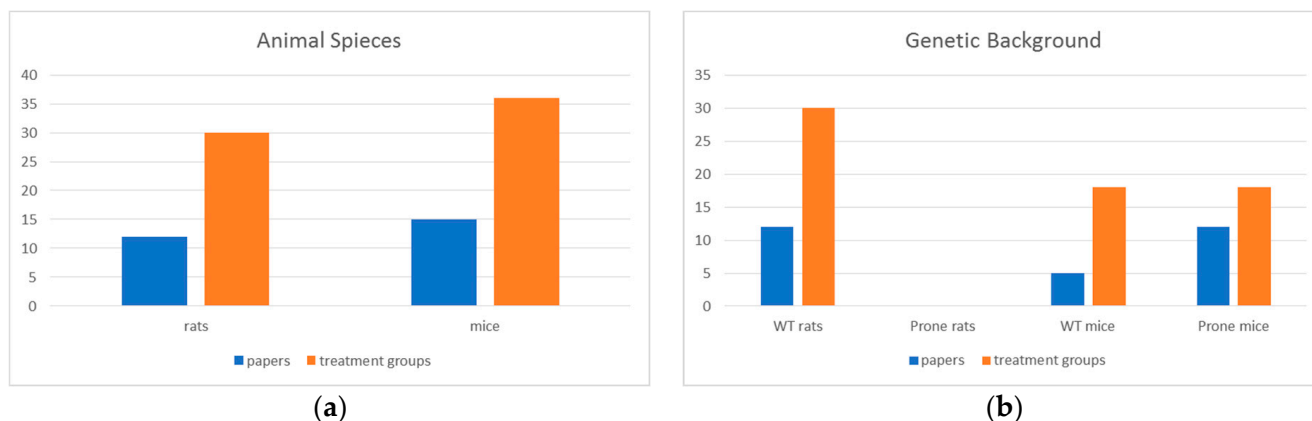 Animal Spieces
40
35
30
25
20
15
10
5
0
rats mice
papers treatment groups
(a)
Genetic Background
35
30
25
20
15
10
5
0
WT rats Prone rats WT mice Prone mice
papers treatment groups
(b)